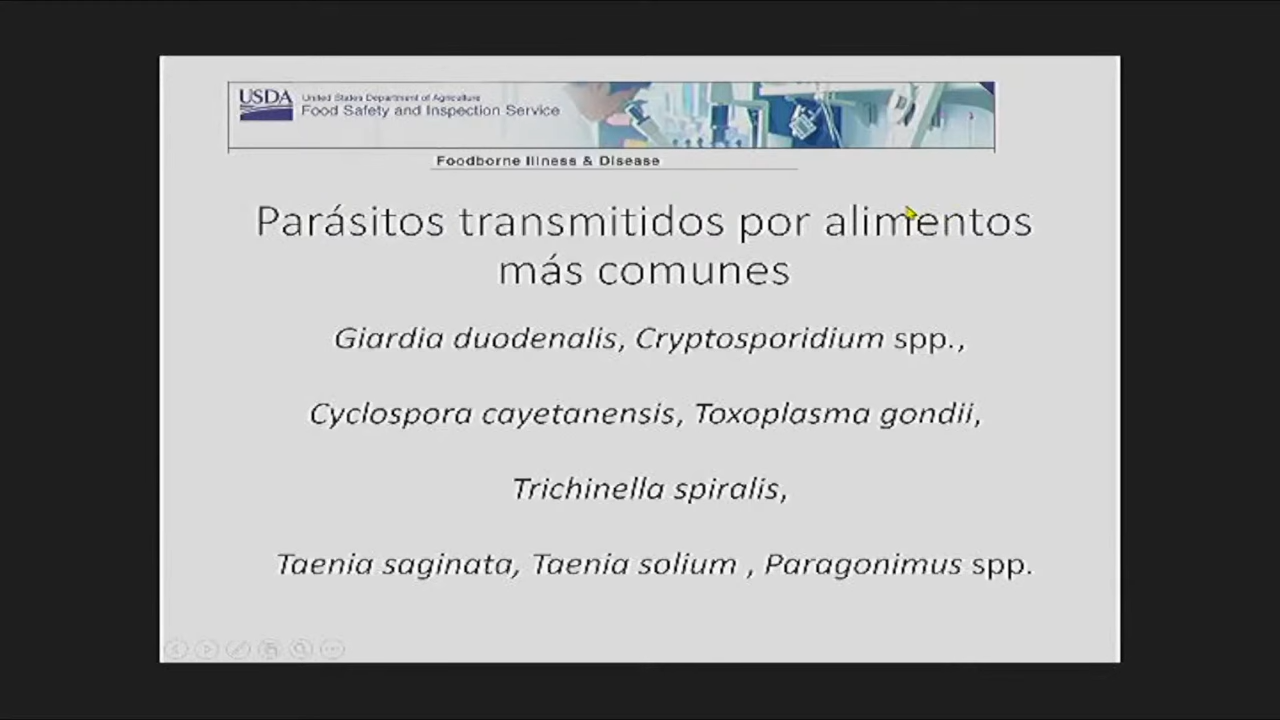 USDA
United States Department of Agriculture
Food Safety and Inspection Service
Foodborne Illness & Disease
Parásitos transmitidos por alimentos
más comunes
Giardia duodenalis, Cryptosporidium spp.,
Cyclospora cayetanensis, Toxoplasma gondii,
Trichinella spiralis,
Taenia saginata, Taenia solium , Paragonimus spp.